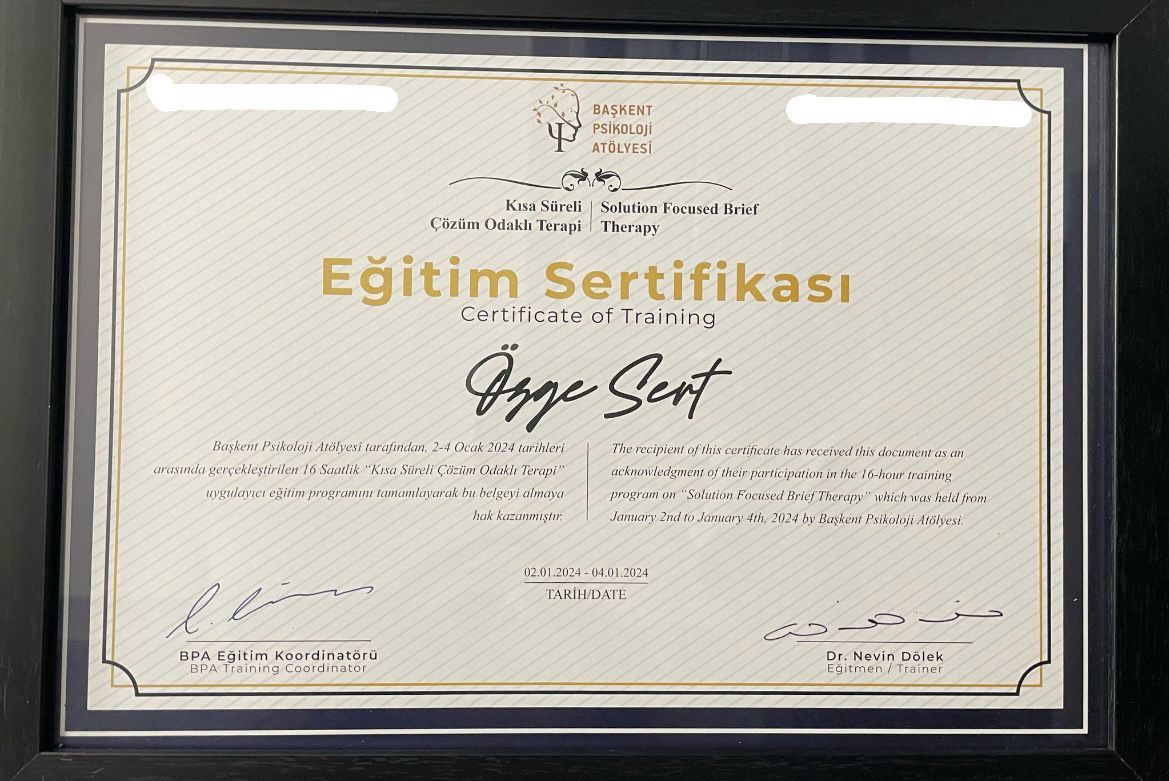 BAŞKENT
PSİKOLOJİ
ATÖLYESİ
Kısa Süreli
Çözüm Odaklı Terapi
Solution Focused Brief
Therapy
Eğitim Sertifikası
Certificate of Training
Özge Sert
Başkent Psikoloji Atölyesi tarafından, 2-4 Ocak 2024 tarihleri
arasında gerçekleştirilen 16 Saatlik “Kısa Süreli Çözüm Odaklı Terapi”
uygulayıcı eğitim programını tamamlayarak bu belgeyi almaya
hak kazanmıştır.
The recipient of this certificate has received this document as an
acknowledgment of their participation in the 16-hour training
program on “Solution Focused Brief Therapy” which was held from
January 2nd to January 4th, 2024 by Başkent Psikoloji Atölyesi.
02.01.2024 - 04.01.2024
TARİH/DATE
BPA Eğitim Koordinatörü
BPA Training Coordinator
Dr. Nevin Dölek
Eğitmen / Trainer